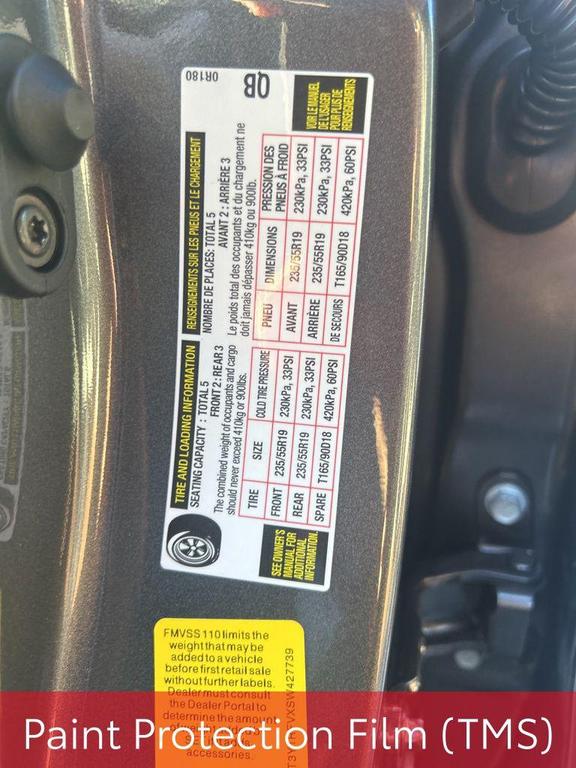 TIRE AND LOADING INFORMATION
SEATING CAPACITY : TOTAL 5
FRONT 2 : REAR 3
The combined weight of occupants and cargo
should never exceed 410kg or 900lbs.
TIRE SIZE COLD TIRE PRESSURE
FRONT 235/55R19 230kPa, 33PSI
REAR 235/55R19 230kPa, 33PSI
SPARE T165/90D18 420kPa, 60PSI
SEE OWNER'S
MANUAL FOR
ADDITIONAL
INFORMATION.
RENSEIGNEMENTS SUR LES PNEUS ET LE CHARGEMENT
NOMBRE DE PLACES: TOTAL 5
AVANT 2 : ARRIÈRE 3
Le poids total des occupants et du chargement ne
doit jamais dépasser 410kg ou 900lb.
PNEU DIMENSIONS PRESSION DES
PNEUS À FROID
AVANT 235/55R19 230kPa, 33PSI
ARRIÈRE 235/55R19 230kPa, 33PSI
DE SECOURS T165/90D18 420kPa, 60PSI
VOIR LE MANUEL
DE L'USAGER
POUR PLUS DE
RENSEIGNEMENTS
0R180
QB
FMVSS 110 limits the
weight that may be
added to a vehicle
before first retail sale
without further labels.
Dealer must consult
the Dealer Portal to
determine the amount
accessories.
VXSW427739
Paint Protection Film (TMS)